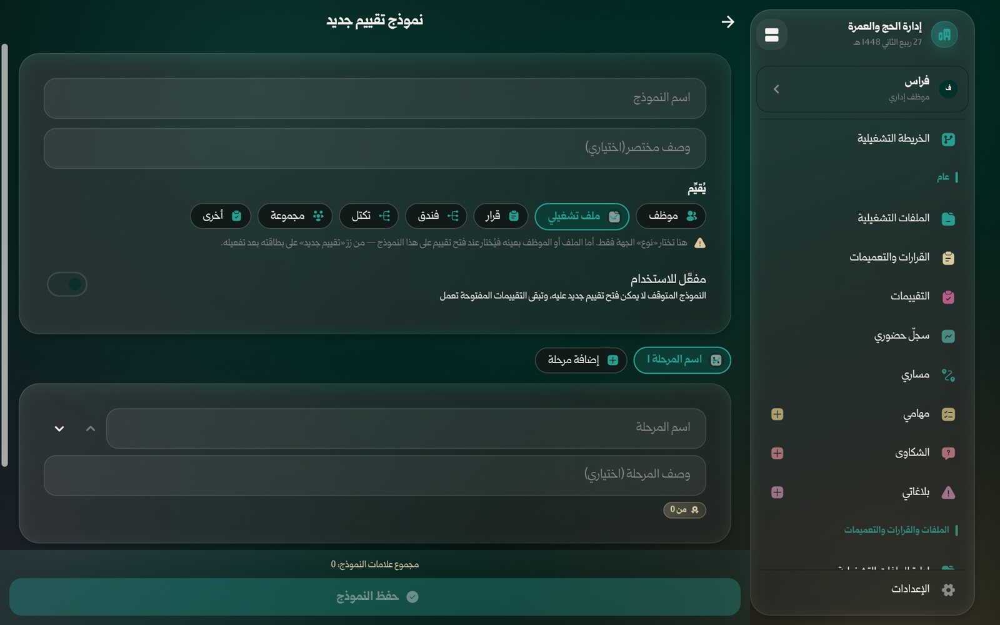 إدارة الحج والعمرة
27 ربيع الثاني 1448 هـ
ف
فراس
موظف إداري
الخريطة التشغيلية
عام
الملفات التشغيلية
القرارات والتعميمات
التقييمات
سجلّ حضوري
مساري
مهامي
الشكاوى
بلاغاتي
الملفات والقرارات والتعميمات
الإعدادات
نموذج تقييم جديد
اسم النموذج
وصف مختصر (اختياري)
يُقيِّم
موظف
ملف تشغيلي
قرار
فندق
تكتل
مجموعة
أخرى
هنا تختار «نوع» الجهة فقط. أما الملف أو الموظف بعينه فيُختار عند فتح تقييم على هذا النموذج — من زرّ «تقييم جديد» على بطاقته بعد تفعيله.
مفعَّل للاستخدام
النموذج المتوقف لا يمكن فتح تقييم جديد عليه، وتبقى التقييمات المفتوحة تعمل
اسم المرحلة 1
إضافة مرحلة
اسم المرحلة
وصف المرحلة (اختياري)
من 0
مجموع علامات النموذج: 0
حفظ النموذج